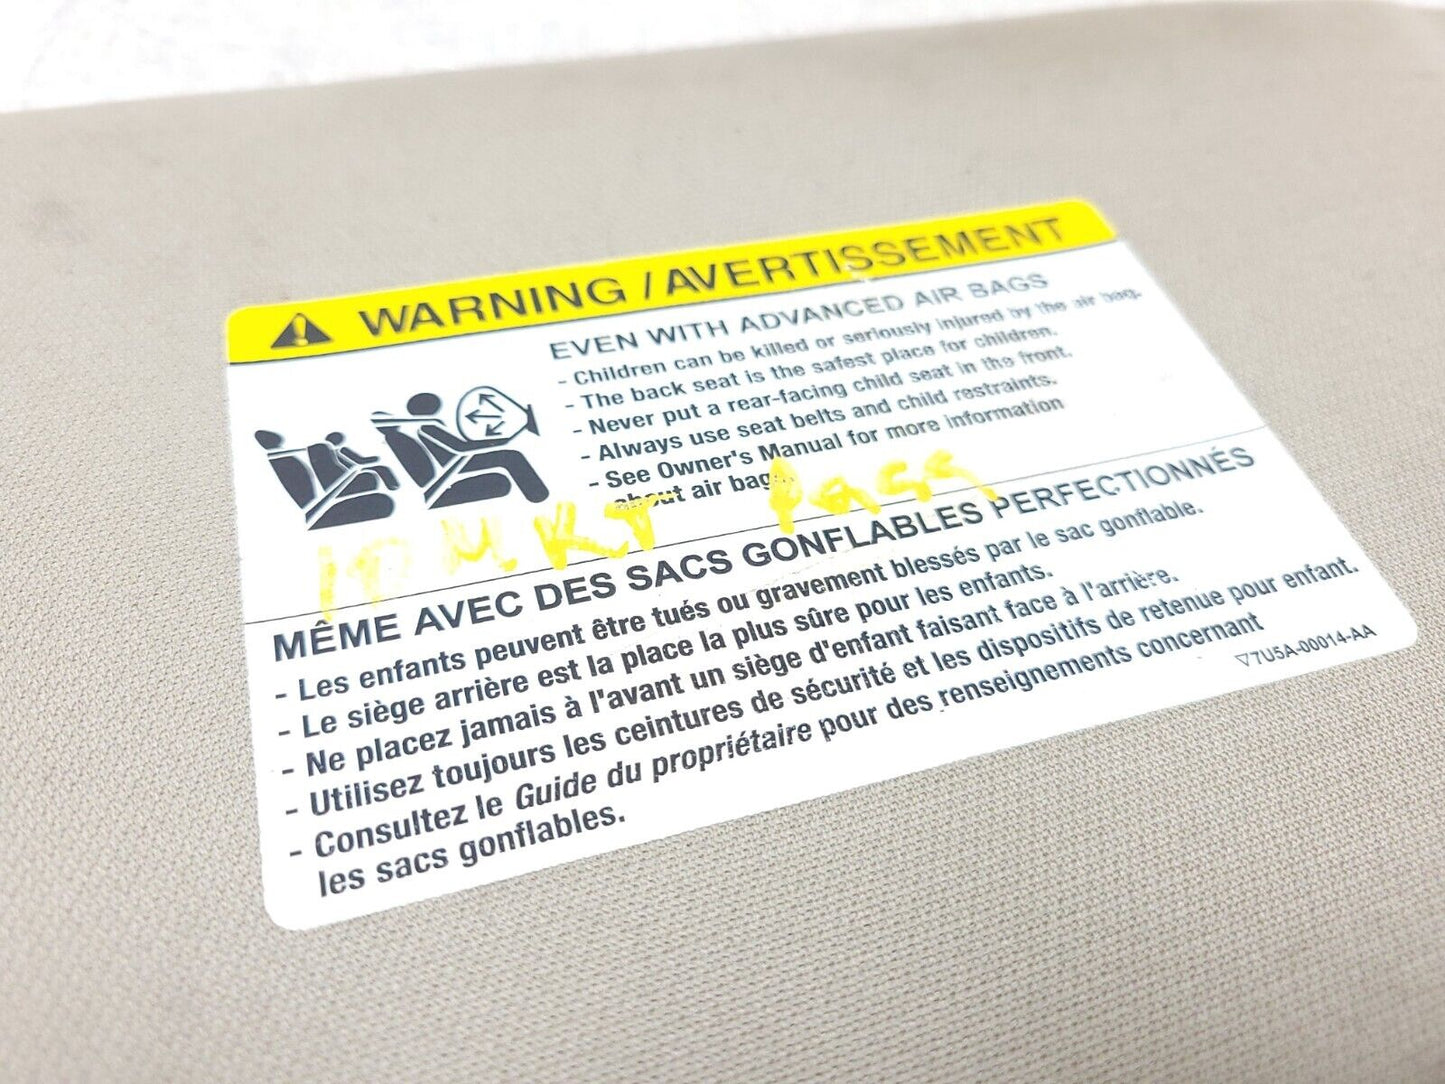 WARNING / AVERTISSEMENT
EVEN WITH ADVANCED AIR BAGS
- Children can be killed or seriously injured by the air bag.
- The back seat is the safest place for children.
- Never put a rear-facing child seat in the front.
- Always use seat belts and child restraints.
- See Owner's Manual for more information
about air bags.
10 MKT Pass
MÊME AVEC DES SACS GONFLABLES PERFECTIONNÉS
- Les enfants peuvent être tués ou gravement blessés par le sac gonflable.
- Le siège arrière est la place la plus sûre pour les enfants.
- Ne placez jamais à l'avant un siège d'enfant faisant face à l'arrière.
- Utilisez toujours les ceintures de sécurité et les dispositifs de retenue pour enfant.
- Consultez le Guide du propriétaire pour des renseignements concernant
les sacs gonflables.
▽7U5A-00014-AA